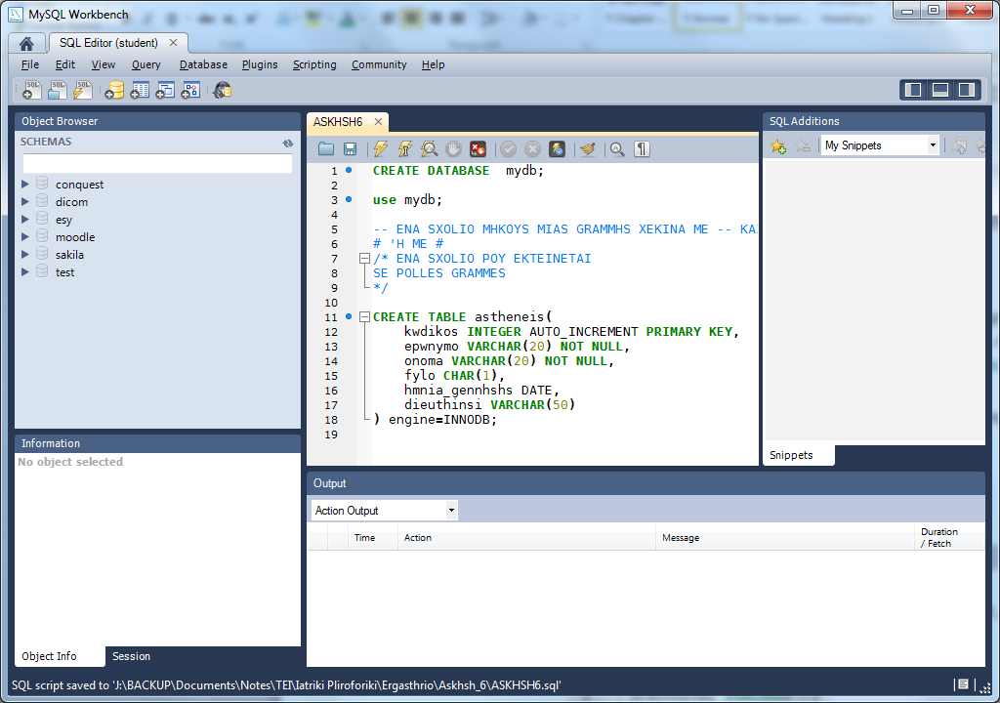 MySQL Workbench
SQL Editor (student)
File Edit View Query Database Plugins Scripting Community Help
Object Browser
SCHEMAS
conquest
dicom
esy
moodle
sakila
test
Information
No object selected
Object Info Session
ASKHSH6
1 CREATE DATABASE mydb;
2
3 use mydb;
4
5 -- ENA SXOLIO MHKOYS MIAS GRAMMHS XEKINA ME -- KAI
6 # 'H ME #
7 /* ENA SXOLIO POY EKTEINETAI
8 SE POLLES GRAMMES
9 */
10
11 CREATE TABLE astheneis(
12 kwdikos INTEGER AUTO_INCREMENT PRIMARY KEY,
13 epwnymo VARCHAR(20) NOT NULL,
14 onoma VARCHAR(20) NOT NULL,
15 fylo CHAR(1),
16 hmnia_gennhshs DATE,
17 dieuthinsi VARCHAR(50)
18 ) engine=INNODB;
19
SQL Additions
My Snippets
Snippets
Output
Action Output
Time Action Message Duration
/ Fetch
SQL script saved to 'J:\BACKUP\Documents\Notes\TEI\Iatriki Pliroforiki\Ergasthrio\Askhsh_6\ASKHSH6.sql'